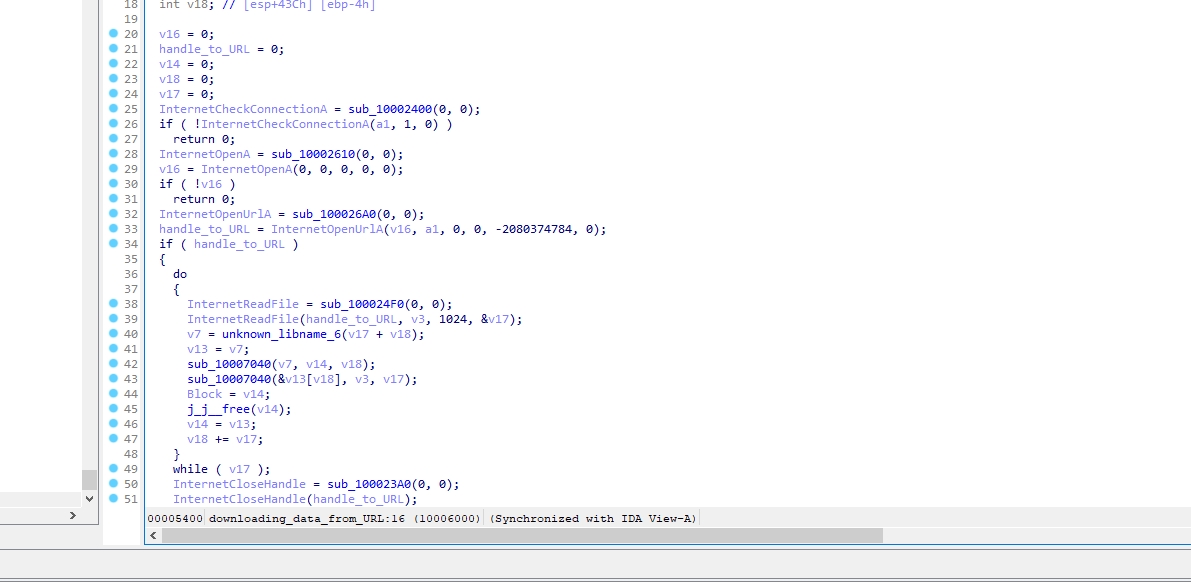 18 int v18; // [esp+43Ch] [ebp-4h]
19
20 v16 = 0;
21 handle_to_URL = 0;
22 v14 = 0;
23 v18 = 0;
24 v17 = 0;
25 InternetCheckConnectionA = sub_10002400(0, 0);
26 if ( !InternetCheckConnectionA(a1, 1, 0) )
27 return 0;
28 InternetOpenA = sub_10002610(0, 0);
29 v16 = InternetOpenA(0, 0, 0, 0, 0);
30 if ( !v16 )
31 return 0;
32 InternetOpenUrlA = sub_100026A0(0, 0);
33 handle_to_URL = InternetOpenUrlA(v16, a1, 0, 0, -2080374784, 0);
34 if ( handle_to_URL )
35 {
36 do
37 {
38 InternetReadFile = sub_100024F0(0, 0);
39 InternetReadFile(handle_to_URL, v3, 1024, &v17);
40 v7 = unknown_libname_6(v17 + v18);
41 v13 = v7;
42 sub_10007040(v7, v14, v18);
43 sub_10007040(&v13[v18], v3, v17);
44 Block = v14;
45 j_j__free(v14);
46 v14 = v13;
47 v18 += v17;
48 }
49 while ( v17 );
50 InternetCloseHandle = sub_100023A0(0, 0);
51 InternetCloseHandle(handle_to_URL);
00005400 downloading_data_from_URL:16 (10006000) (Synchronized with IDA View-A)